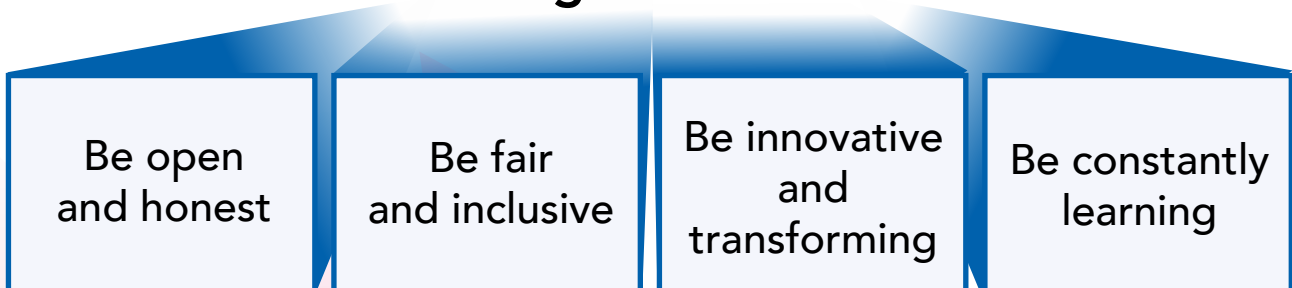 Be open
and honest
Be fair
and inclusive
Be innovative
and
transforming
Be constantly
learning